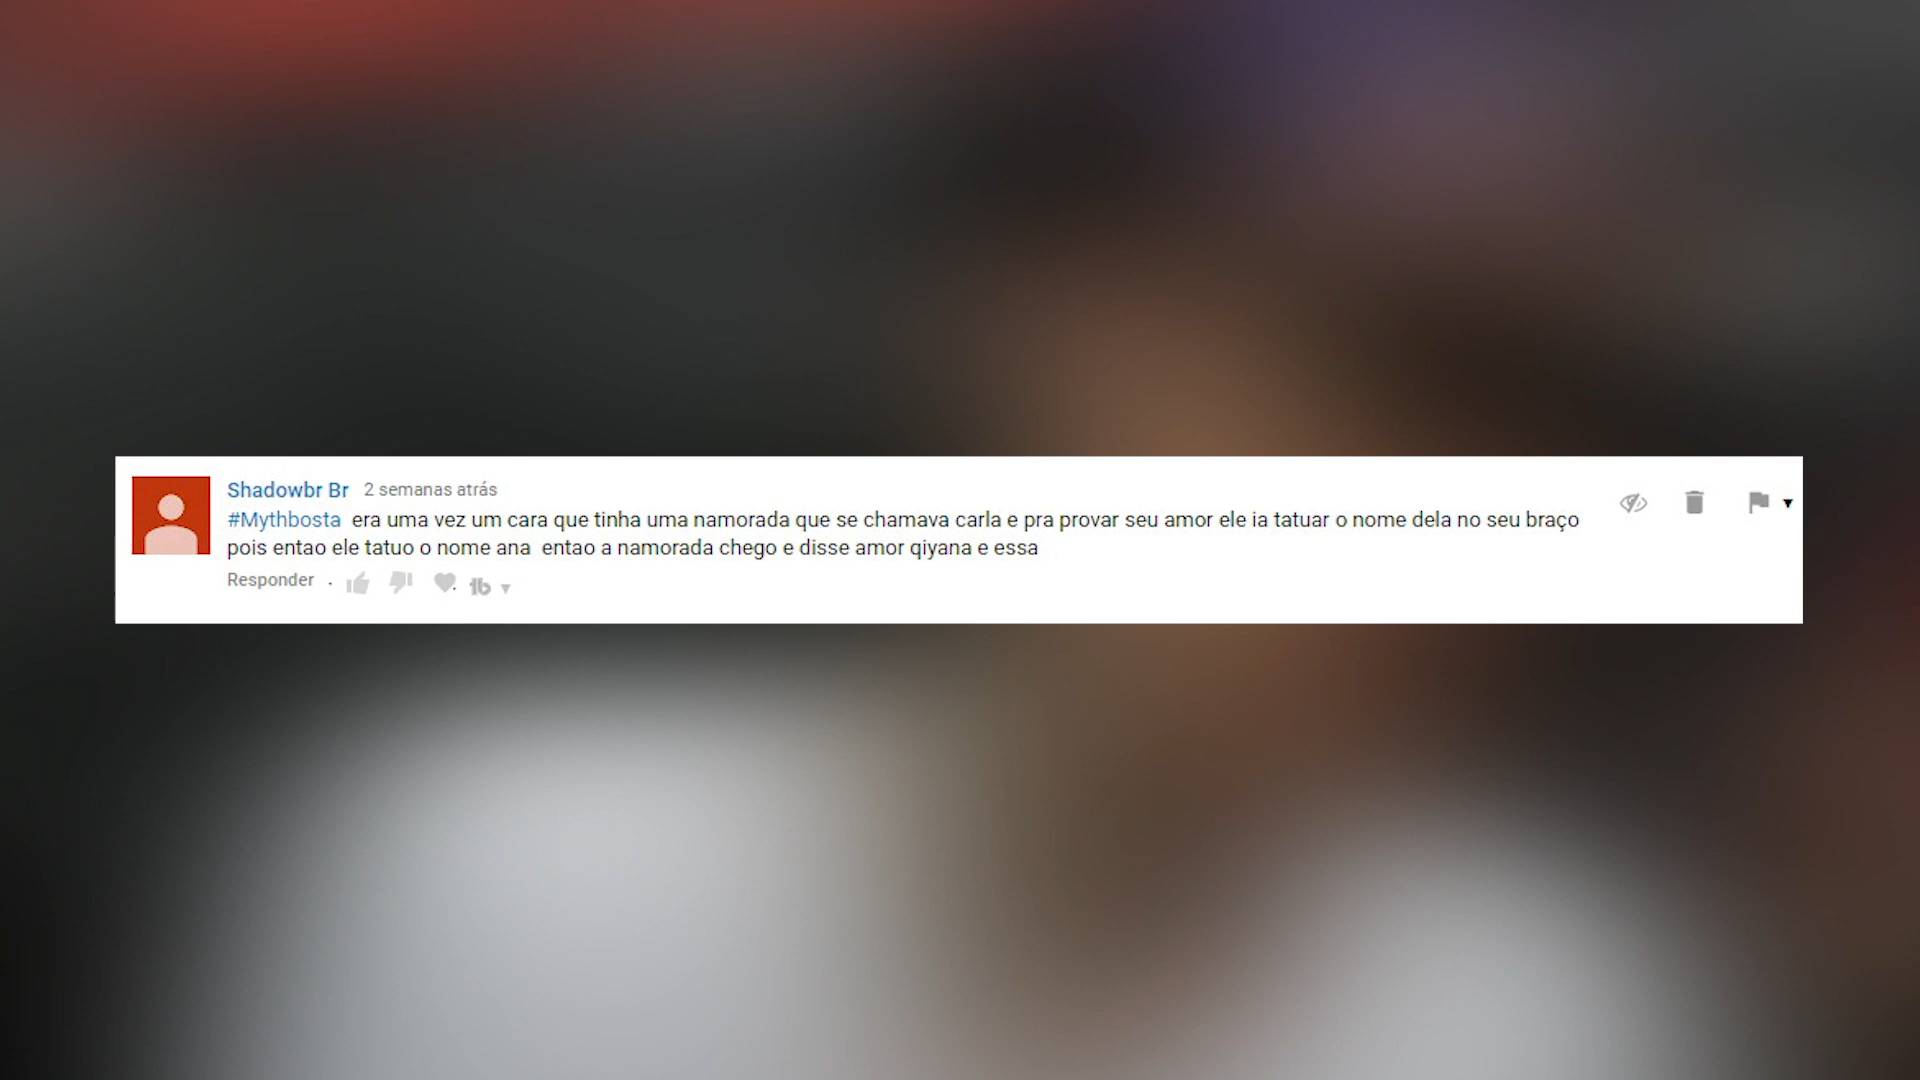 Shadowbr Br 2 semanas atrás
#Mythbosta era uma vez um cara que tinha uma namorada que se chamava carla e pra provar seu amor ele ia tatuar o nome dela no seu braço
pois entao ele tatuo o nome ana entao a namorada chego e disse amor qiyana e essa
Responder .